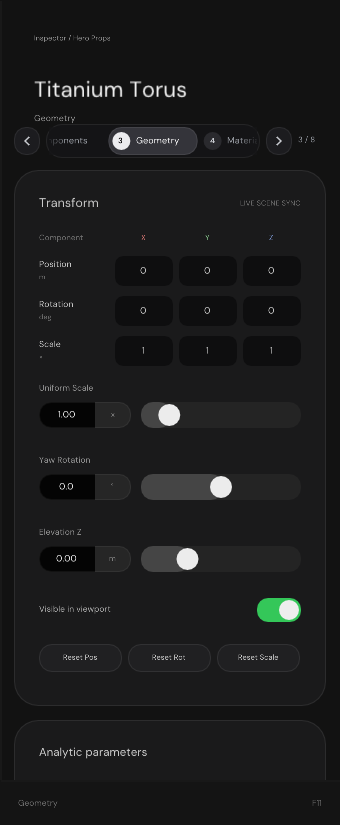 Inspector / Hero Props
Titanium Torus
Geometry
ponents 3 Geometry 4 Materi 3 / 8
Transform LIVE SCENE SYNC
Component X Y Z
Position 0 0 0
m
Rotation 0 0 0
deg
Scale 1 1 1
Uniform Scale
1.00 x
Yaw Rotation
0.0 °
Elevation Z
0.00 m
Visible in viewport
Reset Pos Reset Rot Reset Scale
Analytic parameters
Geometry F11